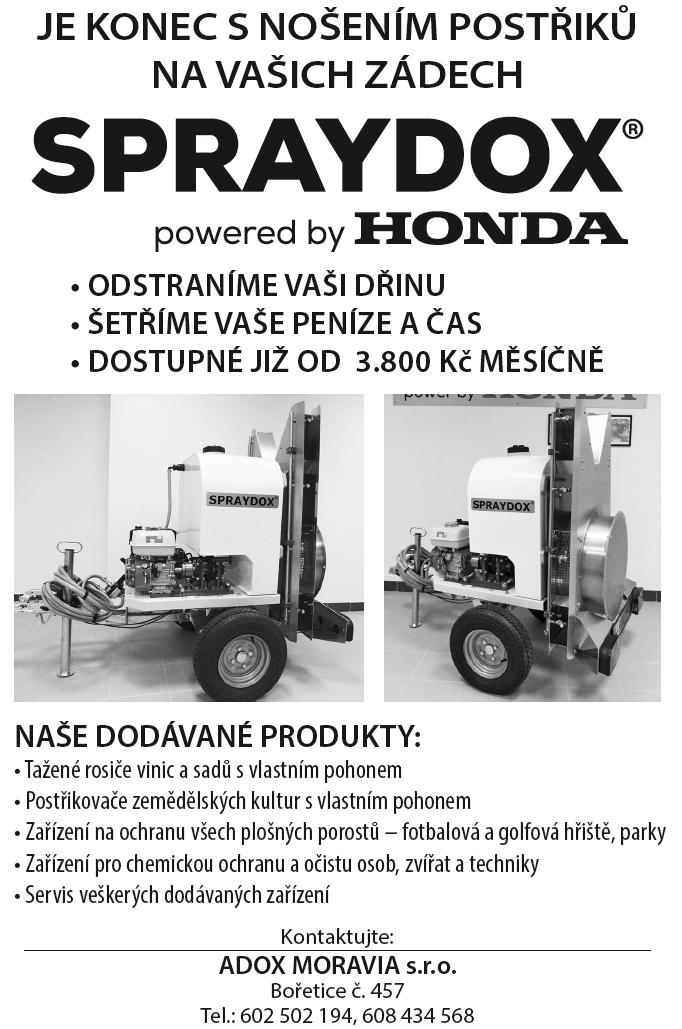 JE KONEC S NOŠENÍM POSTŘIKŮ
NA VAŠICH ZÁDECH
SPRAYDOX®
powered by HONDA
• ODSTRANÍME VAŠI DŘINU
• ŠETŘÍME VAŠE PENÍZE A ČAS
• DOSTUPNÉ JIŽ OD 3.800 Kč MĚSÍČNĚ
power by HONDA
SPRAYDOX®
SPRAYDOX®
NAŠE DODÁVANÉ PRODUKTY:
• Tažené rosiče vinic a sadů s vlastním pohonem
• Postřikovače zemědělských kultur s vlastním pohonem
• Zařízení na ochranu všech plošných porostů – fotbalová a golfová hřiště, parky
• Zařízení pro chemickou ochranu a očistu osob, zvířat a techniky
• Servis veškerých dodávaných zařízení
Kontaktujte:
ADOX MORAVIA s.r.o.
Bořetice č. 457
Tel.: 602 502 194, 608 434 568